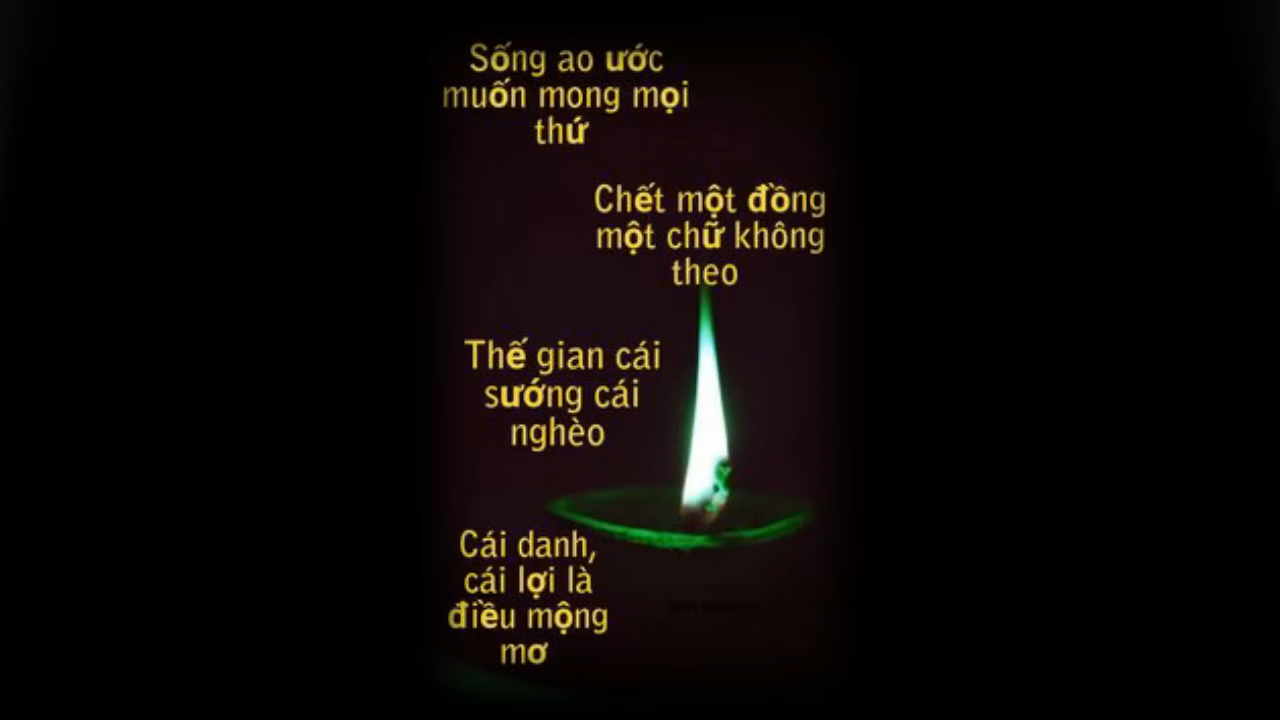 Sống ao ước
muốn mong mọi
thứ
Chết một đồng
một chữ không
theo
Thế gian cái
sướng cái
nghèo
Cái danh,
cái lợi là
điều mộng
mơ